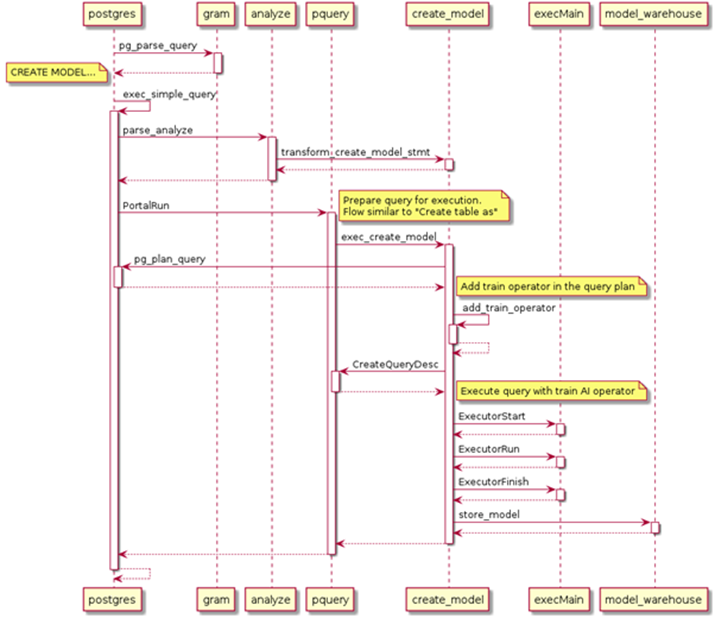 postgres gram analyze pquery create_model execMain model_warehouse
pg_parse_query
CREATE MODEL...
exec_simple_query
parse_analyze
transform_create_model_stmt
Prepare query for execution.
Flow similar to "Create table as"
PortalRun
exec_create_model
pg_plan_query
Add train operator in the query plan
add_train_operator
CreateQueryDesc
Execute query with train AI operator
ExecutorStart
ExecutorRun
ExecutorFinish
store_model
postgres gram analyze pquery create_model execMain model_warehouse